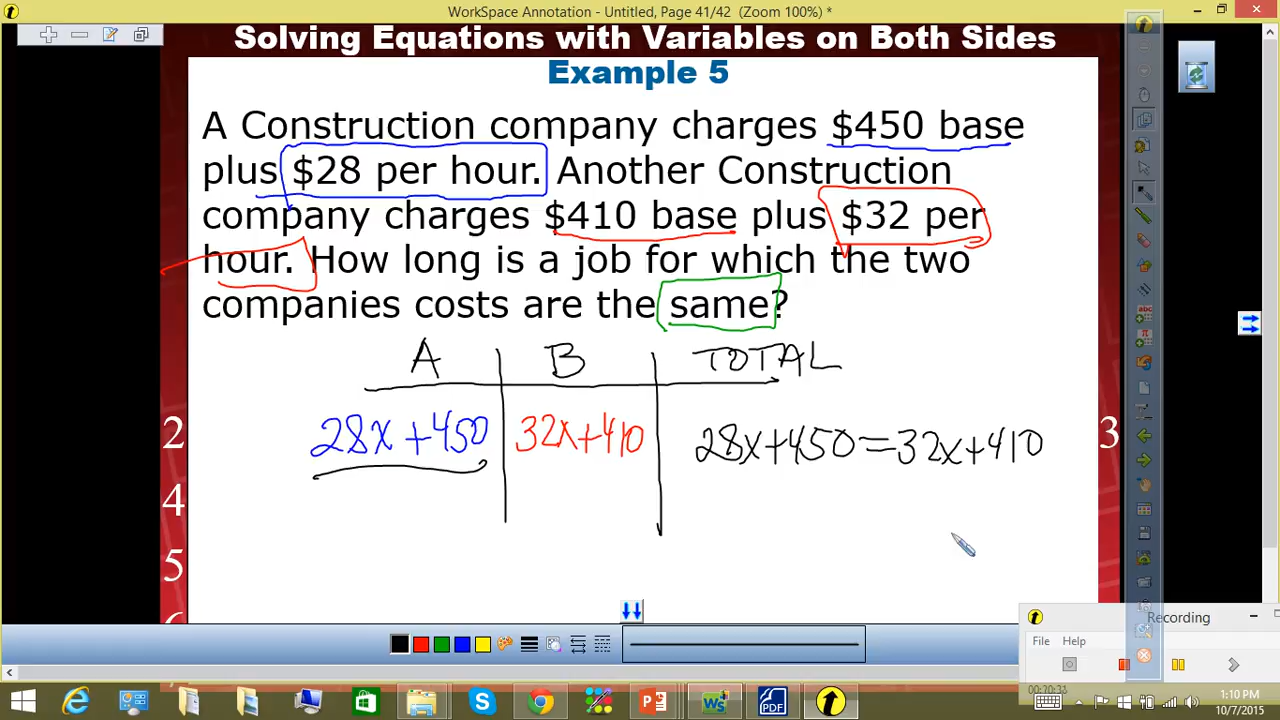 WorkSpace Annotation - Untitled, Page 41/42 (Zoom 100%) *
Solving Equations with Variables on Both Sides
Example 5
A Construction company charges $450 base
plus $28 per hour. Another Construction
company charges $410 base plus $32 per
hour. How long is a job for which the two
companies costs are the same?
A B TOTAL
28x+450 32x+410 28x+450=32x+410
2 3
4
5
Recording
File Help
00:20:31
1:10 PM
10/7/2015